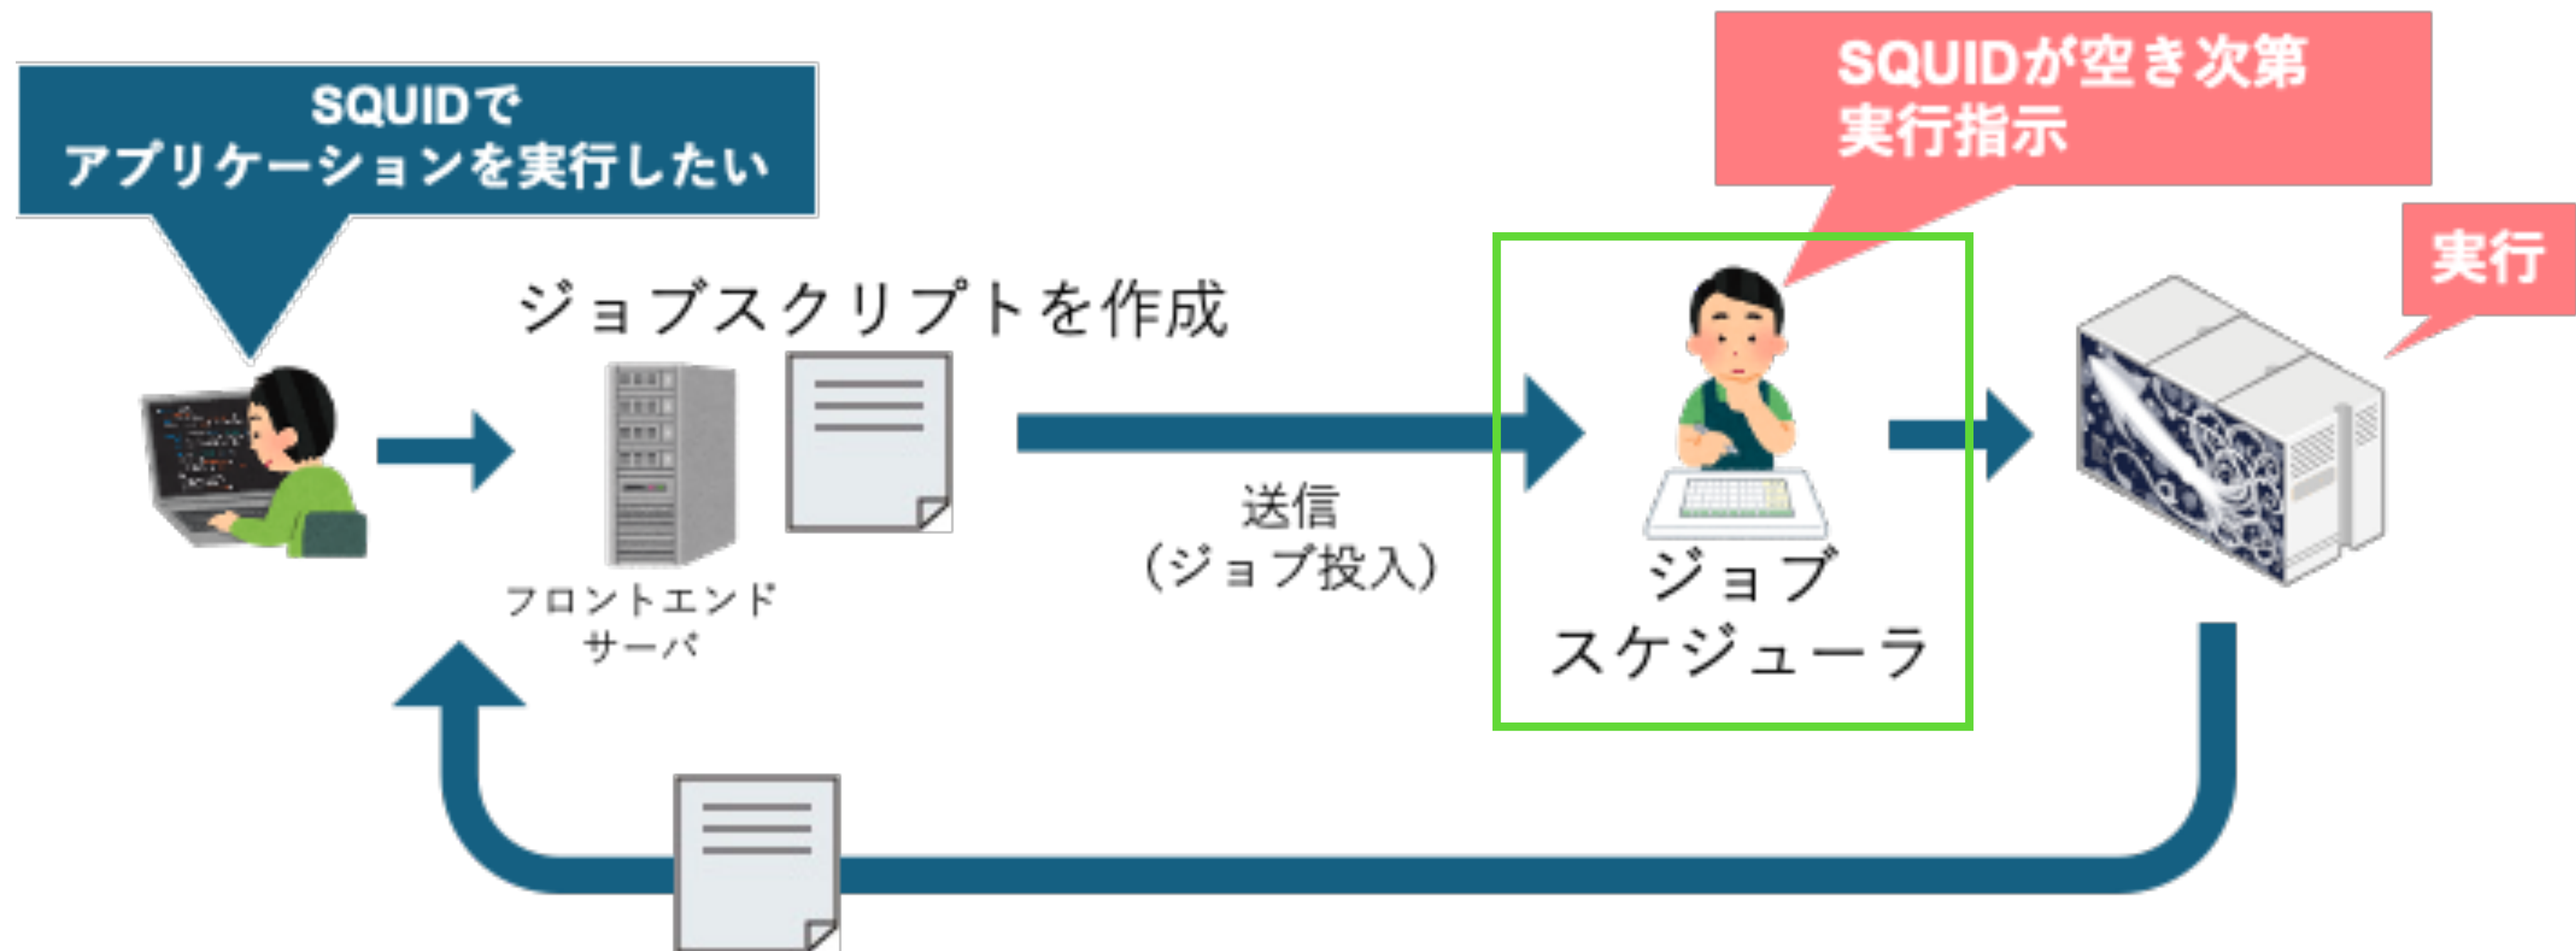 SQUIDで
アプリケーションを実行したい
SQUIDが空き次第
実行指示
実行
ジョブスクリプトを作成
フロントエンド
サーバ
送信
(ジョブ投入)
ジョブ
スケジューラ